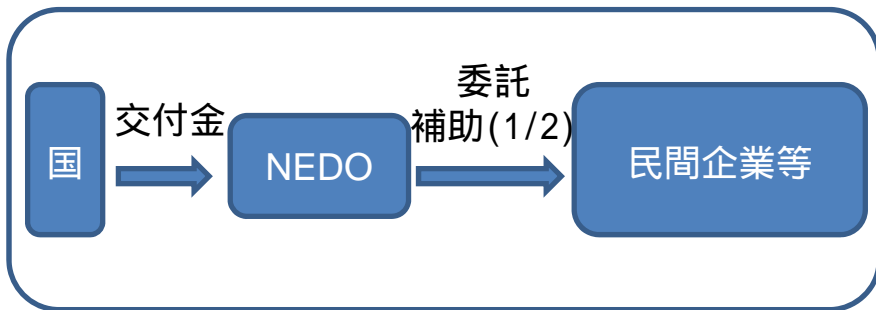 国
交付金
NEDO
委託
補助(1/2)
民間企業等